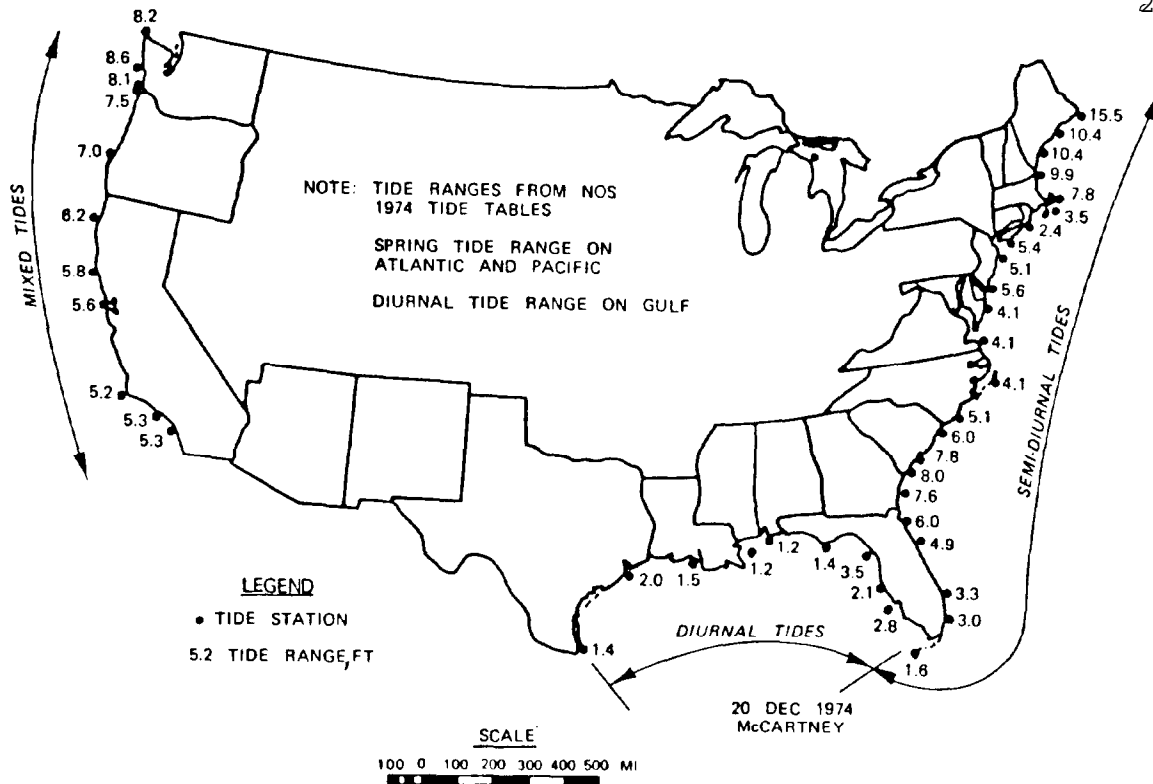 2
8.2
8.6
8.1
7.5
7.0
6.2
5.8
5.6
5.2
5.3
5.3
MIXED TIDES
NOTE: TIDE RANGES FROM NOS
1974 TIDE TABLES
SPRING TIDE RANGE ON
ATLANTIC AND PACIFIC
DIURNAL TIDE RANGE ON GULF
15.5
10.4
10.4
9.9
7.8
3.5
2.4
5.4
5.1
5.6
4.1
4.1
4.1
5.1
6.0
7.8
8.0
7.6
6.0
4.9
3.3
3.0
1.6
SEMI-DIURNAL TIDES
2.8
2.1
3.5
1.4
1.2
1.2
1.5
2.0
1.4
DIURNAL TIDES
LEGEND
TIDE STATION
5.2 TIDE RANGE, FT
20 DEC 1974
McCARTNEY
SCALE
100 0 100 200 300 400 500 MI